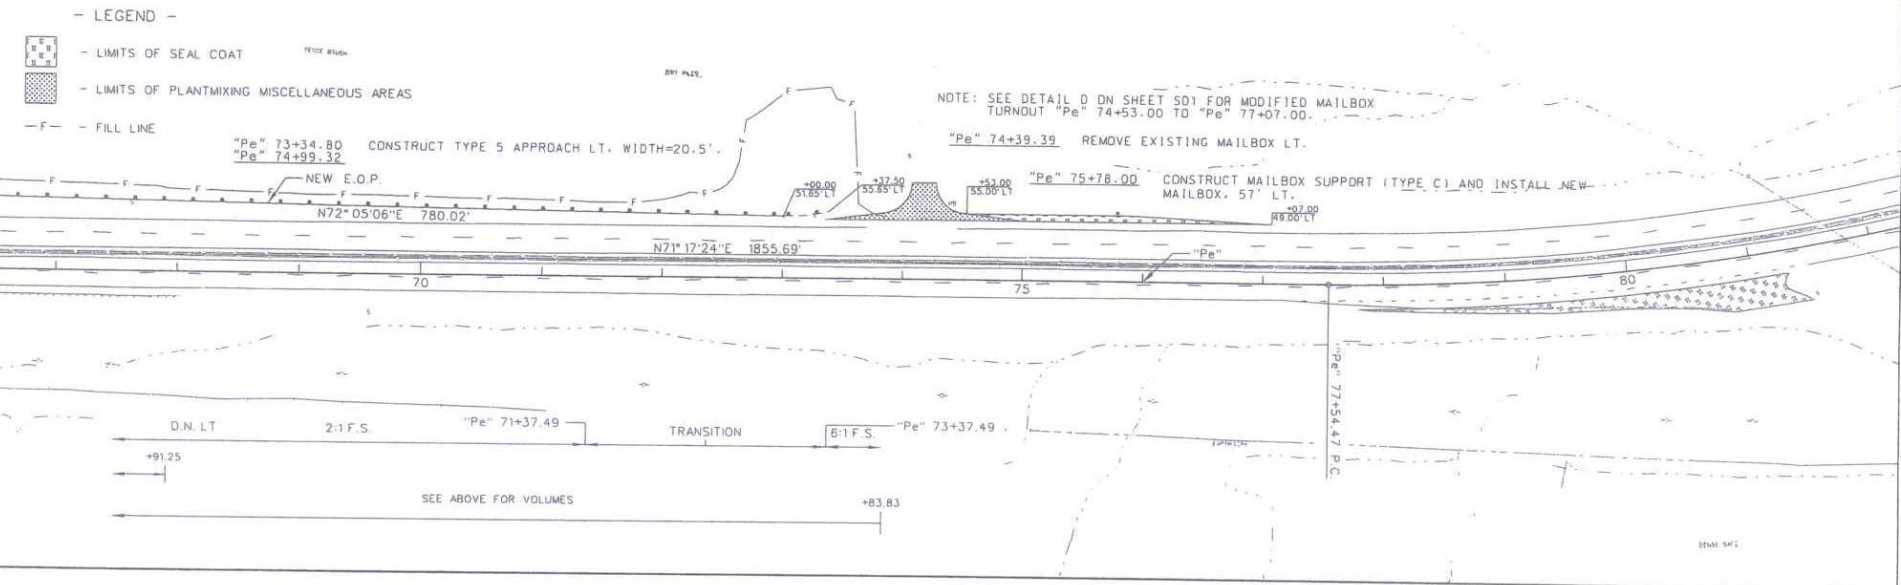 - LEGEND -
- LIMITS OF SEAL COAT
- LIMITS OF PLANTMIXING MISCELLANEOUS AREAS
-F- - FILL LINE
"Pe" 73+34.80 CONSTRUCT TYPE 5 APPROACH LT. WIDTH=20.5'.
"Pe" 74+99.32
NOTE: SEE DETAIL D ON SHEET SD1 FOR MODIFIED MAILBOX
TURNOUT "Pe" 74+53.00 TO "Pe" 77+07.00.
"Pe" 74+39.39 REMOVE EXISTING MAILBOX LT.
"Pe" 75+78.00 CONSTRUCT MAILBOX SUPPORT (TYPE C) AND INSTALL NEW
MAILBOX. 57' LT.
F
F
F
F
F
F
F
F
F
F
F
F
F
F
NEW E.O.P.
+00.00
51.65' LT
+37.50
55.65' LT
+53.00
55.00' LT
+07.00
49.00' LT
N72° 05'06"E 780.02'
N71° 17'24"E 1855.69'
"Pe"
70
75
80
"Pe" 77+54.47 P.C
D.N. LT
2:1 F.S.
"Pe" 71+37.49
TRANSITION
6:1 F.S.
"Pe" 73+37.49
+91.25
SEE ABOVE FOR VOLUMES
+83.83